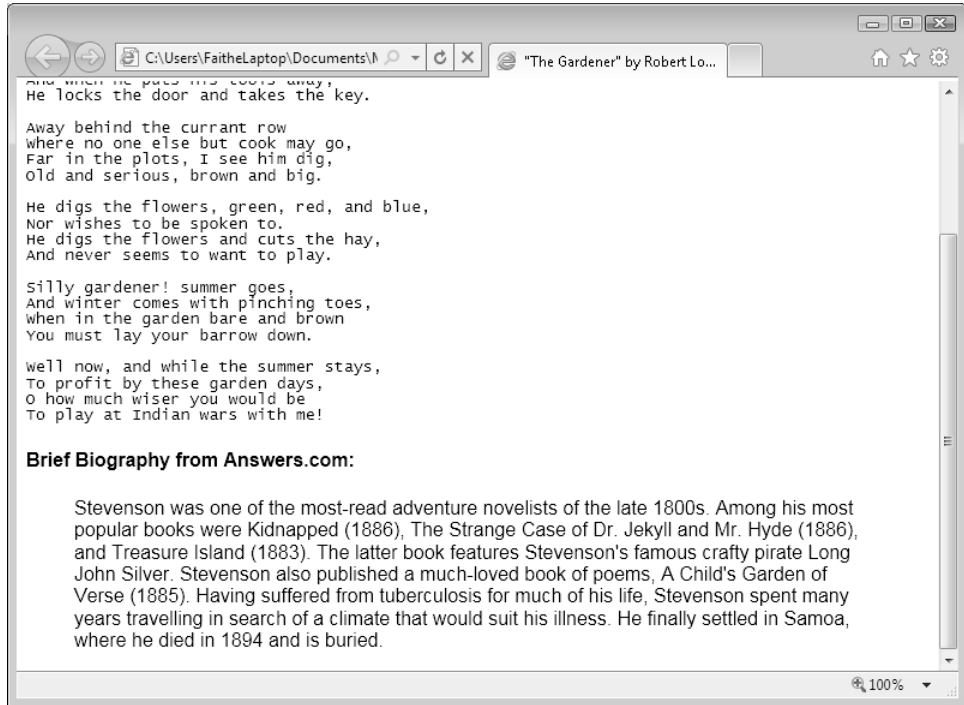 C:\Users\FaitheLaptop\Documents\
"The Gardener" by Robert Lo...
And when he puts his tools away,
He locks the door and takes the key.
Away behind the currant row
Where no one else but cook may go,
Far in the plots, I see him dig,
Old and serious, brown and big.
He digs the flowers, green, red, and blue,
Nor wishes to be spoken to.
He digs the flowers and cuts the hay,
And never seems to want to play.
Silly gardener! summer goes,
And winter comes with pinching toes,
When in the garden bare and brown
You must lay your barrow down.
Well now, and while the summer stays,
To profit by these garden days,
O how much wiser you would be
To play at Indian wars with me!
Brief Biography from Answers.com:
Stevenson was one of the most-read adventure novelists of the late 1800s. Among his most
popular books were Kidnapped (1886), The Strange Case of Dr. Jekyll and Mr. Hyde (1886),
and Treasure Island (1883). The latter book features Stevenson's famous crafty pirate Long
John Silver. Stevenson also published a much-loved book of poems, A Child's Garden of
Verse (1885). Having suffered from tuberculosis for much of his life, Stevenson spent many
years travelling in search of a climate that would suit his illness. He finally settled in Samoa,
where he died in 1894 and is buried.
100%